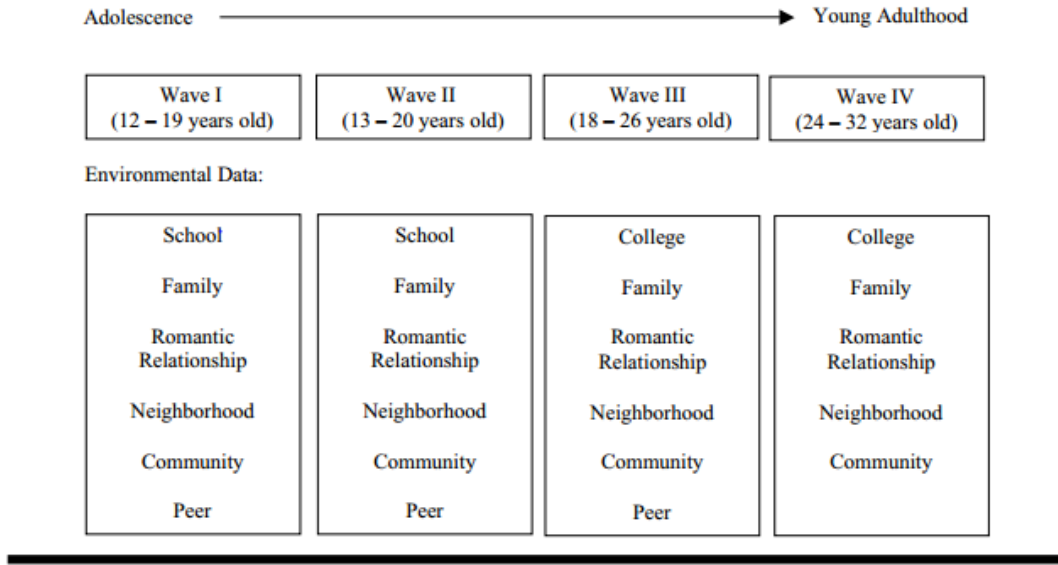 Adolescence Young Adulthood
Wave I
(12 – 19 years old)
Wave II
(13 – 20 years old)
Wave III
(18 – 26 years old)
Wave IV
(24 – 32 years old)
Environmental Data:
School
Family
Romantic
Relationship
Neighborhood
Community
Peer
School
Family
Romantic
Relationship
Neighborhood
Community
Peer
College
Family
Romantic
Relationship
Neighborhood
Community
Peer
College
Family
Romantic
Relationship
Neighborhood
Community